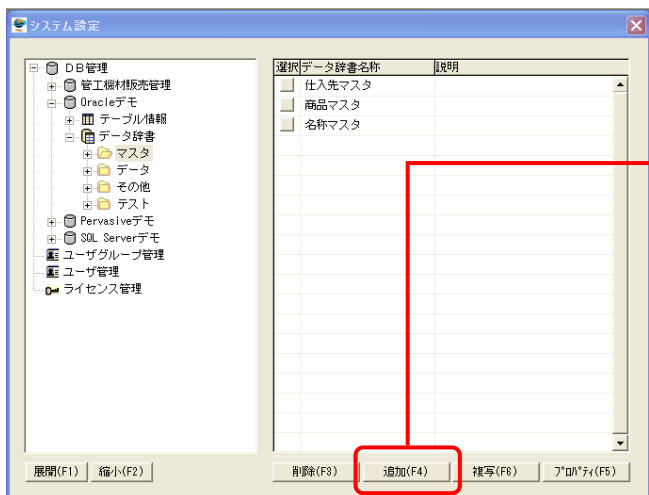 システム設定
DB管理
管工機材販売管理
Oracleデモ
テーブル情報
データ辞書
マスタ
データ
その他
テスト
Pervasiveデモ
SQL Serverデモ
ユーザグループ管理
ユーザ管理
ライセンス管理
選択 データ辞書名称 説明
仕入先マスタ
商品マスタ
名称マスタ
展開(F1) 縮小(F2) 削除(F3) 追加(F4)複写(F6) ﾌﾟﾛﾊﾟﾃｨ(F5)